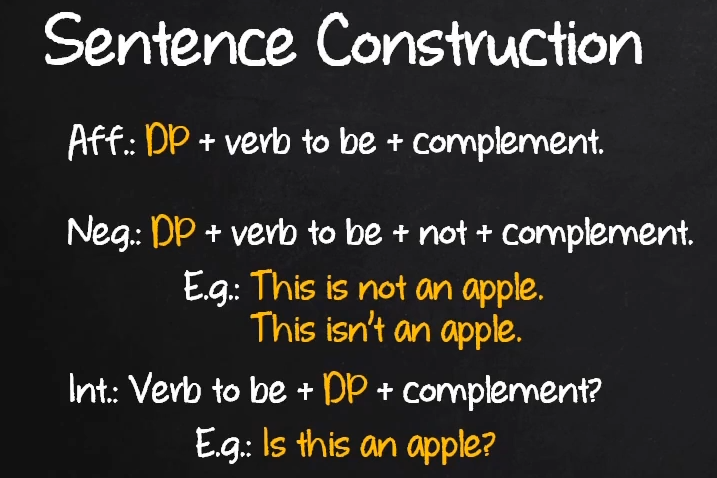 Sentence Construction
Aff.: DP + verb to be + complement.
Neg.: DP + verb to be + not + complement.
E.g.: This is not an apple.
This isn't an apple.
Int.: Verb to be + DP + complement?
E.g.: Is this an apple?